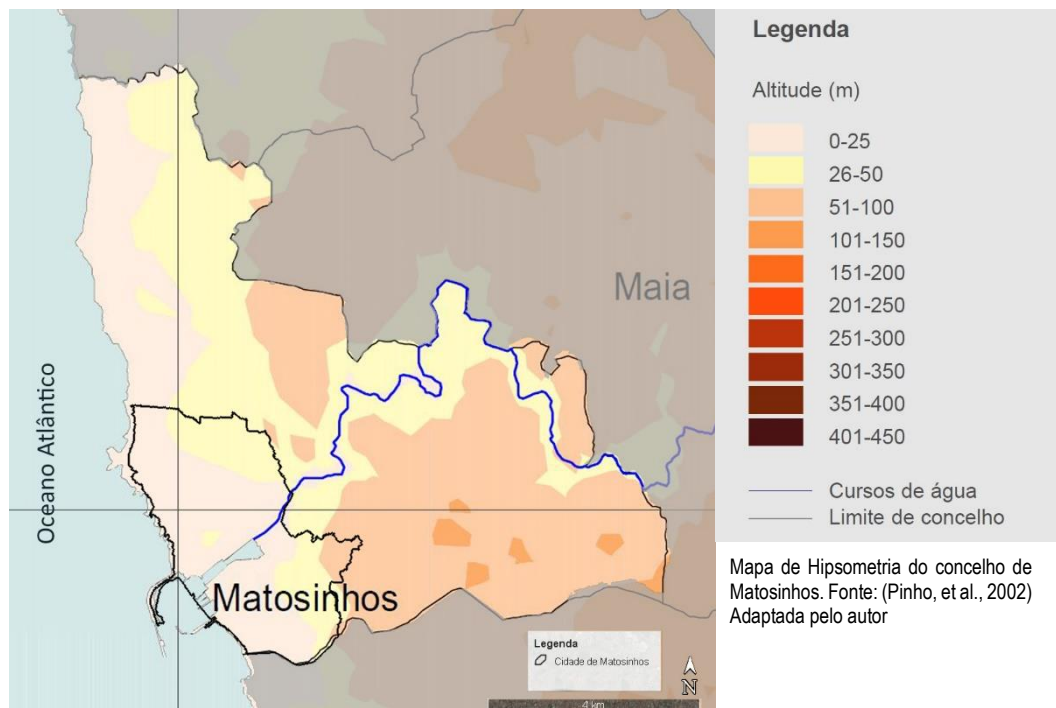 Legenda
Altitude (m)
0-25
26-50
51-100
101-150
151-200
201-250
251-300
301-350
351-400
401-450
Cursos de água
Limite de concelho
Maia
Oceano Atlântico
Matosinhos
Legenda
Cidade de Matosinhos
N
4 km
Mapa de Hipsometria do concelho de
Matosinhos. Fonte: (Pinho, et al., 2002)
Adaptada pelo autor